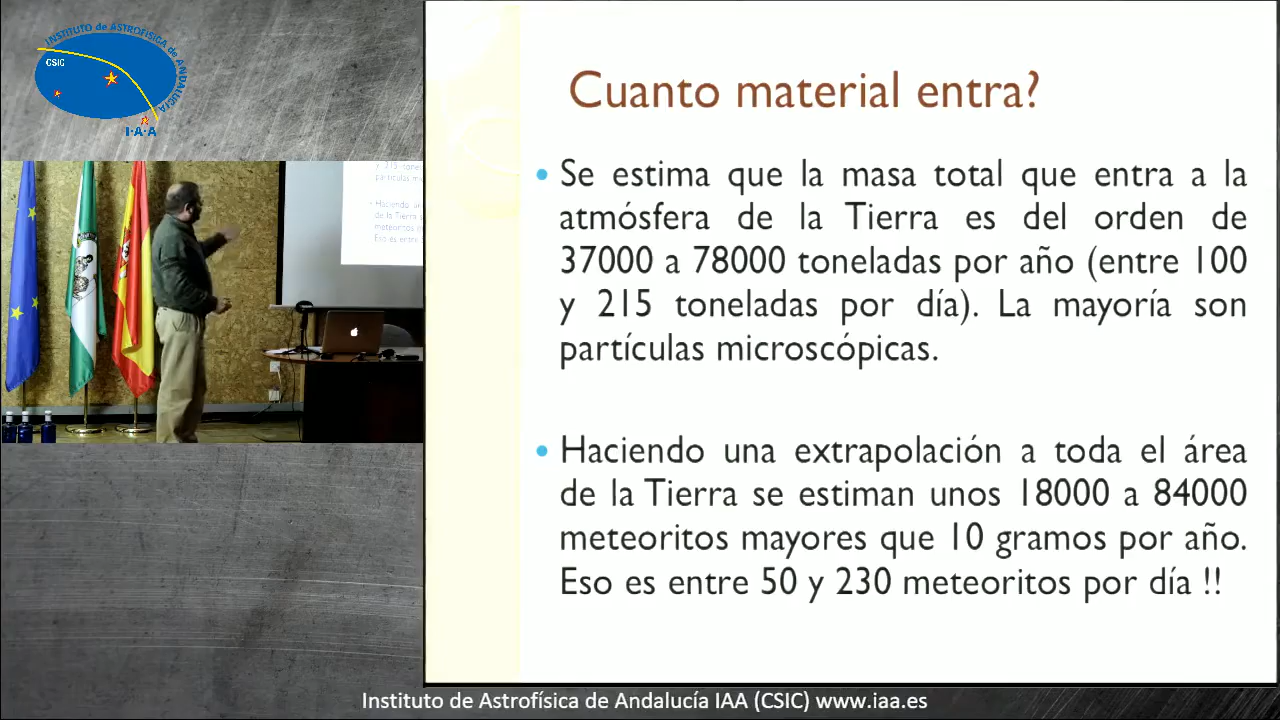 INSTITUTO de ASTROFÍSICA de ANDALUCÍA
CSIC
I·A·A
Cuanto material entra?
• Se estima que la masa total que entra a la
atmósfera de la Tierra es del orden de
37000 a 78000 toneladas por año (entre 100
y 215 toneladas por día). La mayoría son
partículas microscópicas.
• Haciendo una extrapolación a toda el área
de la Tierra se estiman unos 18000 a 84000
meteoritos mayores que 10 gramos por año.
Eso es entre 50 y 230 meteoritos por día !!
Instituto de Astrofísica de Andalucía IAA (CSIC) www.iaa.es